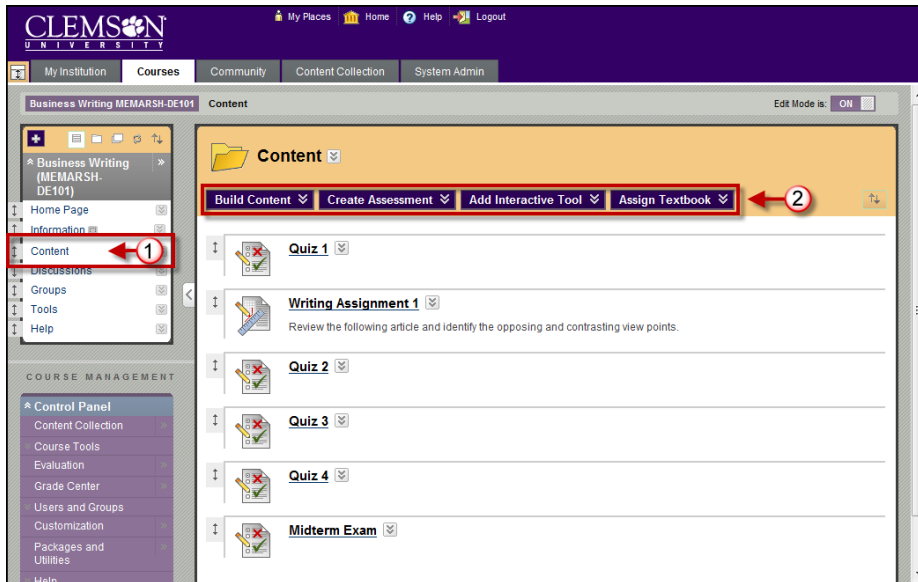 My Places Home Help Logout
CLEMSON
UNIVERSITY
My Institution Courses Community Content Collection System Admin
Business Writing MEMARSH-DE101 Content Edit Mode is: ON
Business Writing
(MEMARSH-
DE101)
Home Page
Information
Content
1
Discussions
Groups
Tools
Help
COURSE MANAGEMENT
Control Panel
Content Collection
Course Tools
Evaluation
Grade Center
Users and Groups
Customization
Packages and
Utilities
Help
Content
Build Content Create Assessment Add Interactive Tool Assign Textbook
2
Quiz 1
Writing Assignment 1
Review the following article and identify the opposing and contrasting view points.
Quiz 2
Quiz 3
Quiz 4
Midterm Exam